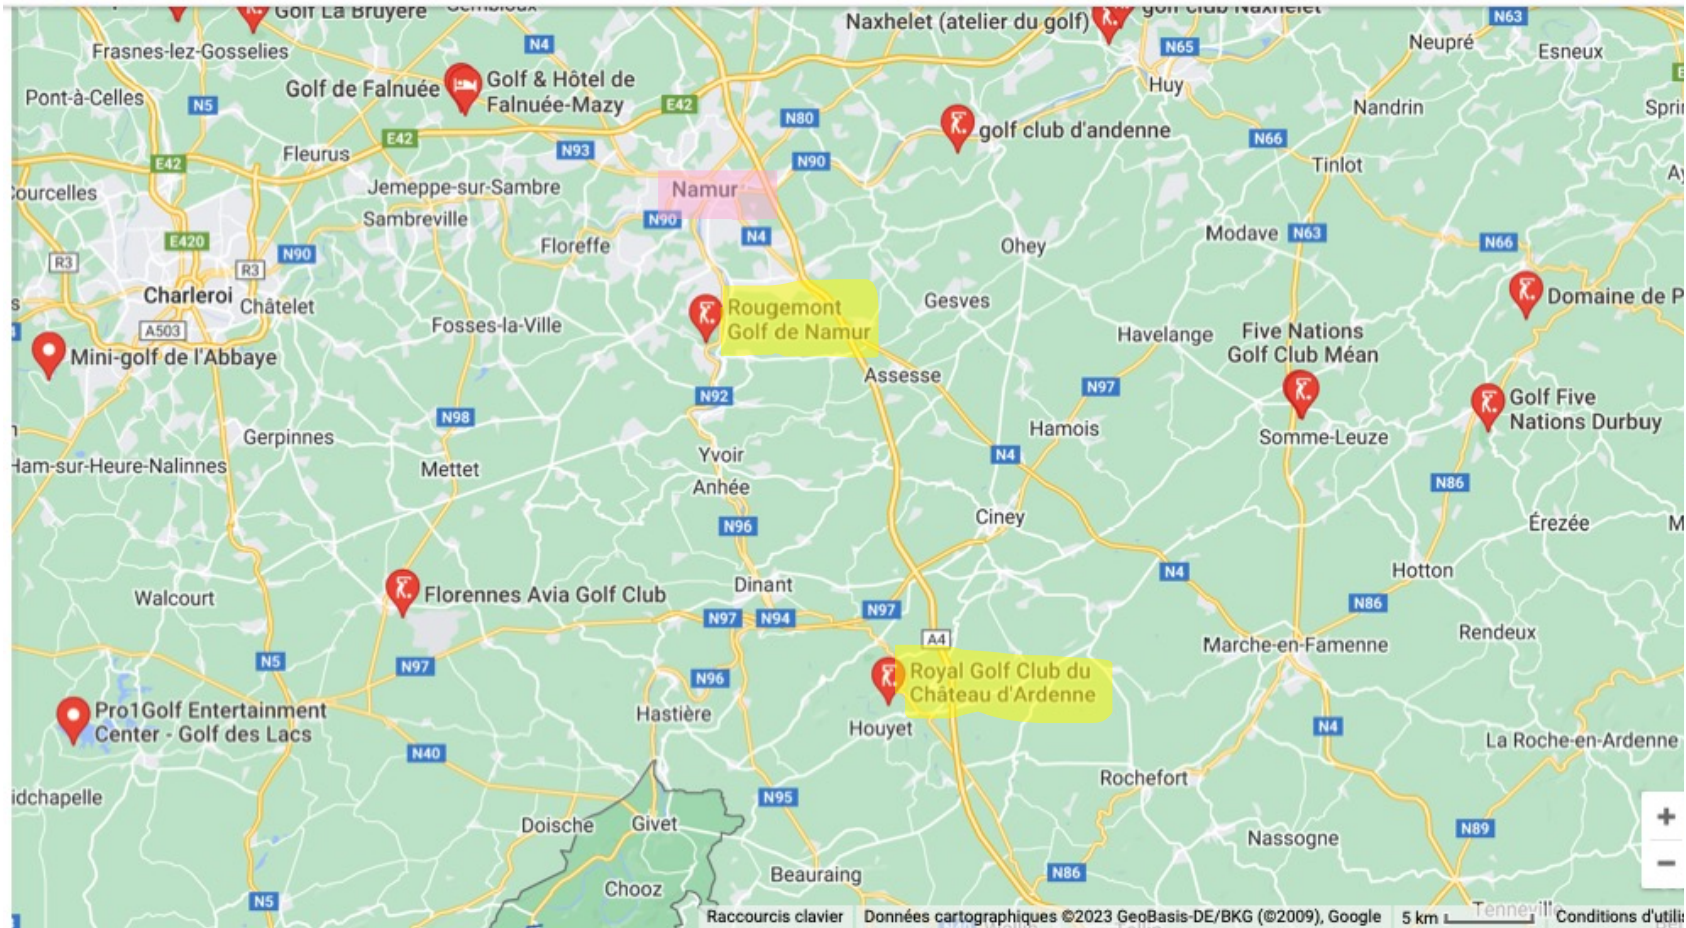 Golf La Bruyère
Gembloux
Naxhelet (atelier du golf)
golf club Naxhelet
N63
Frasnes-lez-Gosselies
N4
N65
Neupré
Esneux
Golf de Falnuée
Golf & Hôtel de
Falnuée-Mazy
Huy
Pont-à-Celles
N5
E42
N80
Nandrin
E42
N93
golf club d'andenne
N66
E42
Fleurus
N90
Tinlot
Jemeppe-sur-Sambre
Namur
Courcelles
Sambreville
N90
N4
E420
N90
Floreffe
Ohey
Modave
N63
N66
R3
R3
Charleroi
Châtelet
Rougemont
Golf de Namur
Gesves
Domaine de P
A503
Fosses-la-Ville
Havelange
Five Nations
Golf Club Méan
Mini-golf de l'Abbaye
Assesse
N92
N97
Golf Five
Nations Durbuy
N98
Gerpinnes
Hamois
Somme-Leuze
Ham-sur-Heure-Nalinnes
Mettet
Yvoir
N4
Anhée
N86
N96
Ciney
Érezée
Walcourt
Florennes Avia Golf Club
Dinant
N4
Hotton
N97
N94
N97
N86
A4
Rendeux
N5
N97
Marche-en-Famenne
N96
Royal Golf Club du
Château d'Ardenne
Pro1Golf Entertainment
Center - Golf des Lacs
Hastière
Houyet
N4
N40
La Roche-en-Ardenne
idchapelle
N95
Rochefort
Doische
Givet
N89
Nassogne
Chooz
Beauraing
N86
N5
Tenneville
Raccourcis clavier
Données cartographiques ©2023 GeoBasis-DE/BKG (©2009), Google
5 km
Conditions d'utilis